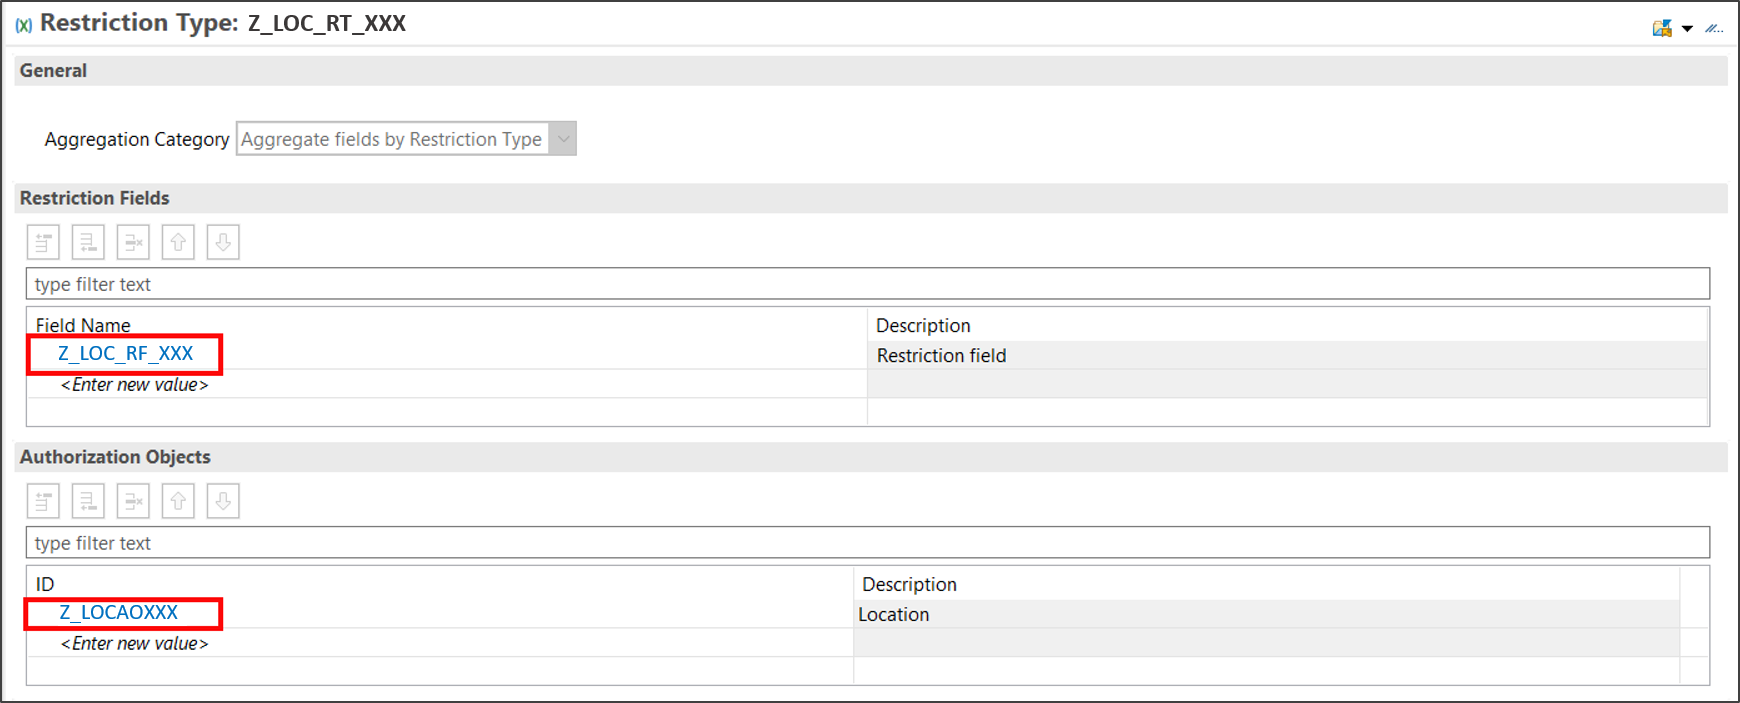 (x) Restriction Type: Z_LOC_RT_XXX
General
Aggregation Category Aggregate fields by Restriction Type
Restriction Fields
type filter text
Field Name Description
Z_LOC_RF_XXX Restriction field
<Enter new value>
Authorization Objects
type filter text
ID Description
Z_LOCAOXXX Location
<Enter new value>